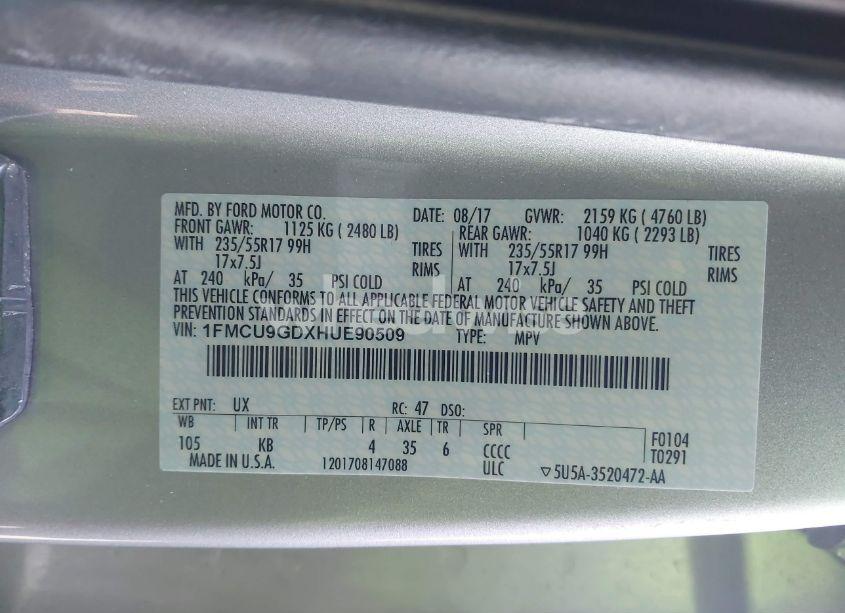 MFD. BY FORD MOTOR CO. DATE: 08/17 GVWR: 2159 KG ( 4760 LB)
FRONT GAWR: 1125 KG ( 2480 LB) REAR GAWR: 1040 KG ( 2293 LB)
WITH 235/55R17 99H TIRES WITH 235/55R17 99H TIRES
17x7.5J RIMS 17x7.5J RIMS
AT 240 kPa/ 35 PSI COLD AT 240 kPa/ 35 PSI COLD
THIS VEHICLE CONFORMS TO ALL APPLICABLE FEDERAL MOTOR VEHICLE SAFETY AND THEFT
PREVENTION STANDARDS IN EFFECT ON THE DATE OF MANUFACTURE SHOWN ABOVE.
VIN: 1FMCU9GDXHUE90509 TYPE: MPV
EXT PNT: UX RC: 47 DSO:
WB INT TR TP/PS R AXLE TR SPR F0104
105 KB 4 35 6 CCCC T0291
MADE IN U.S.A. 1201708147088 ULC ▽5U5A-3520472-AA